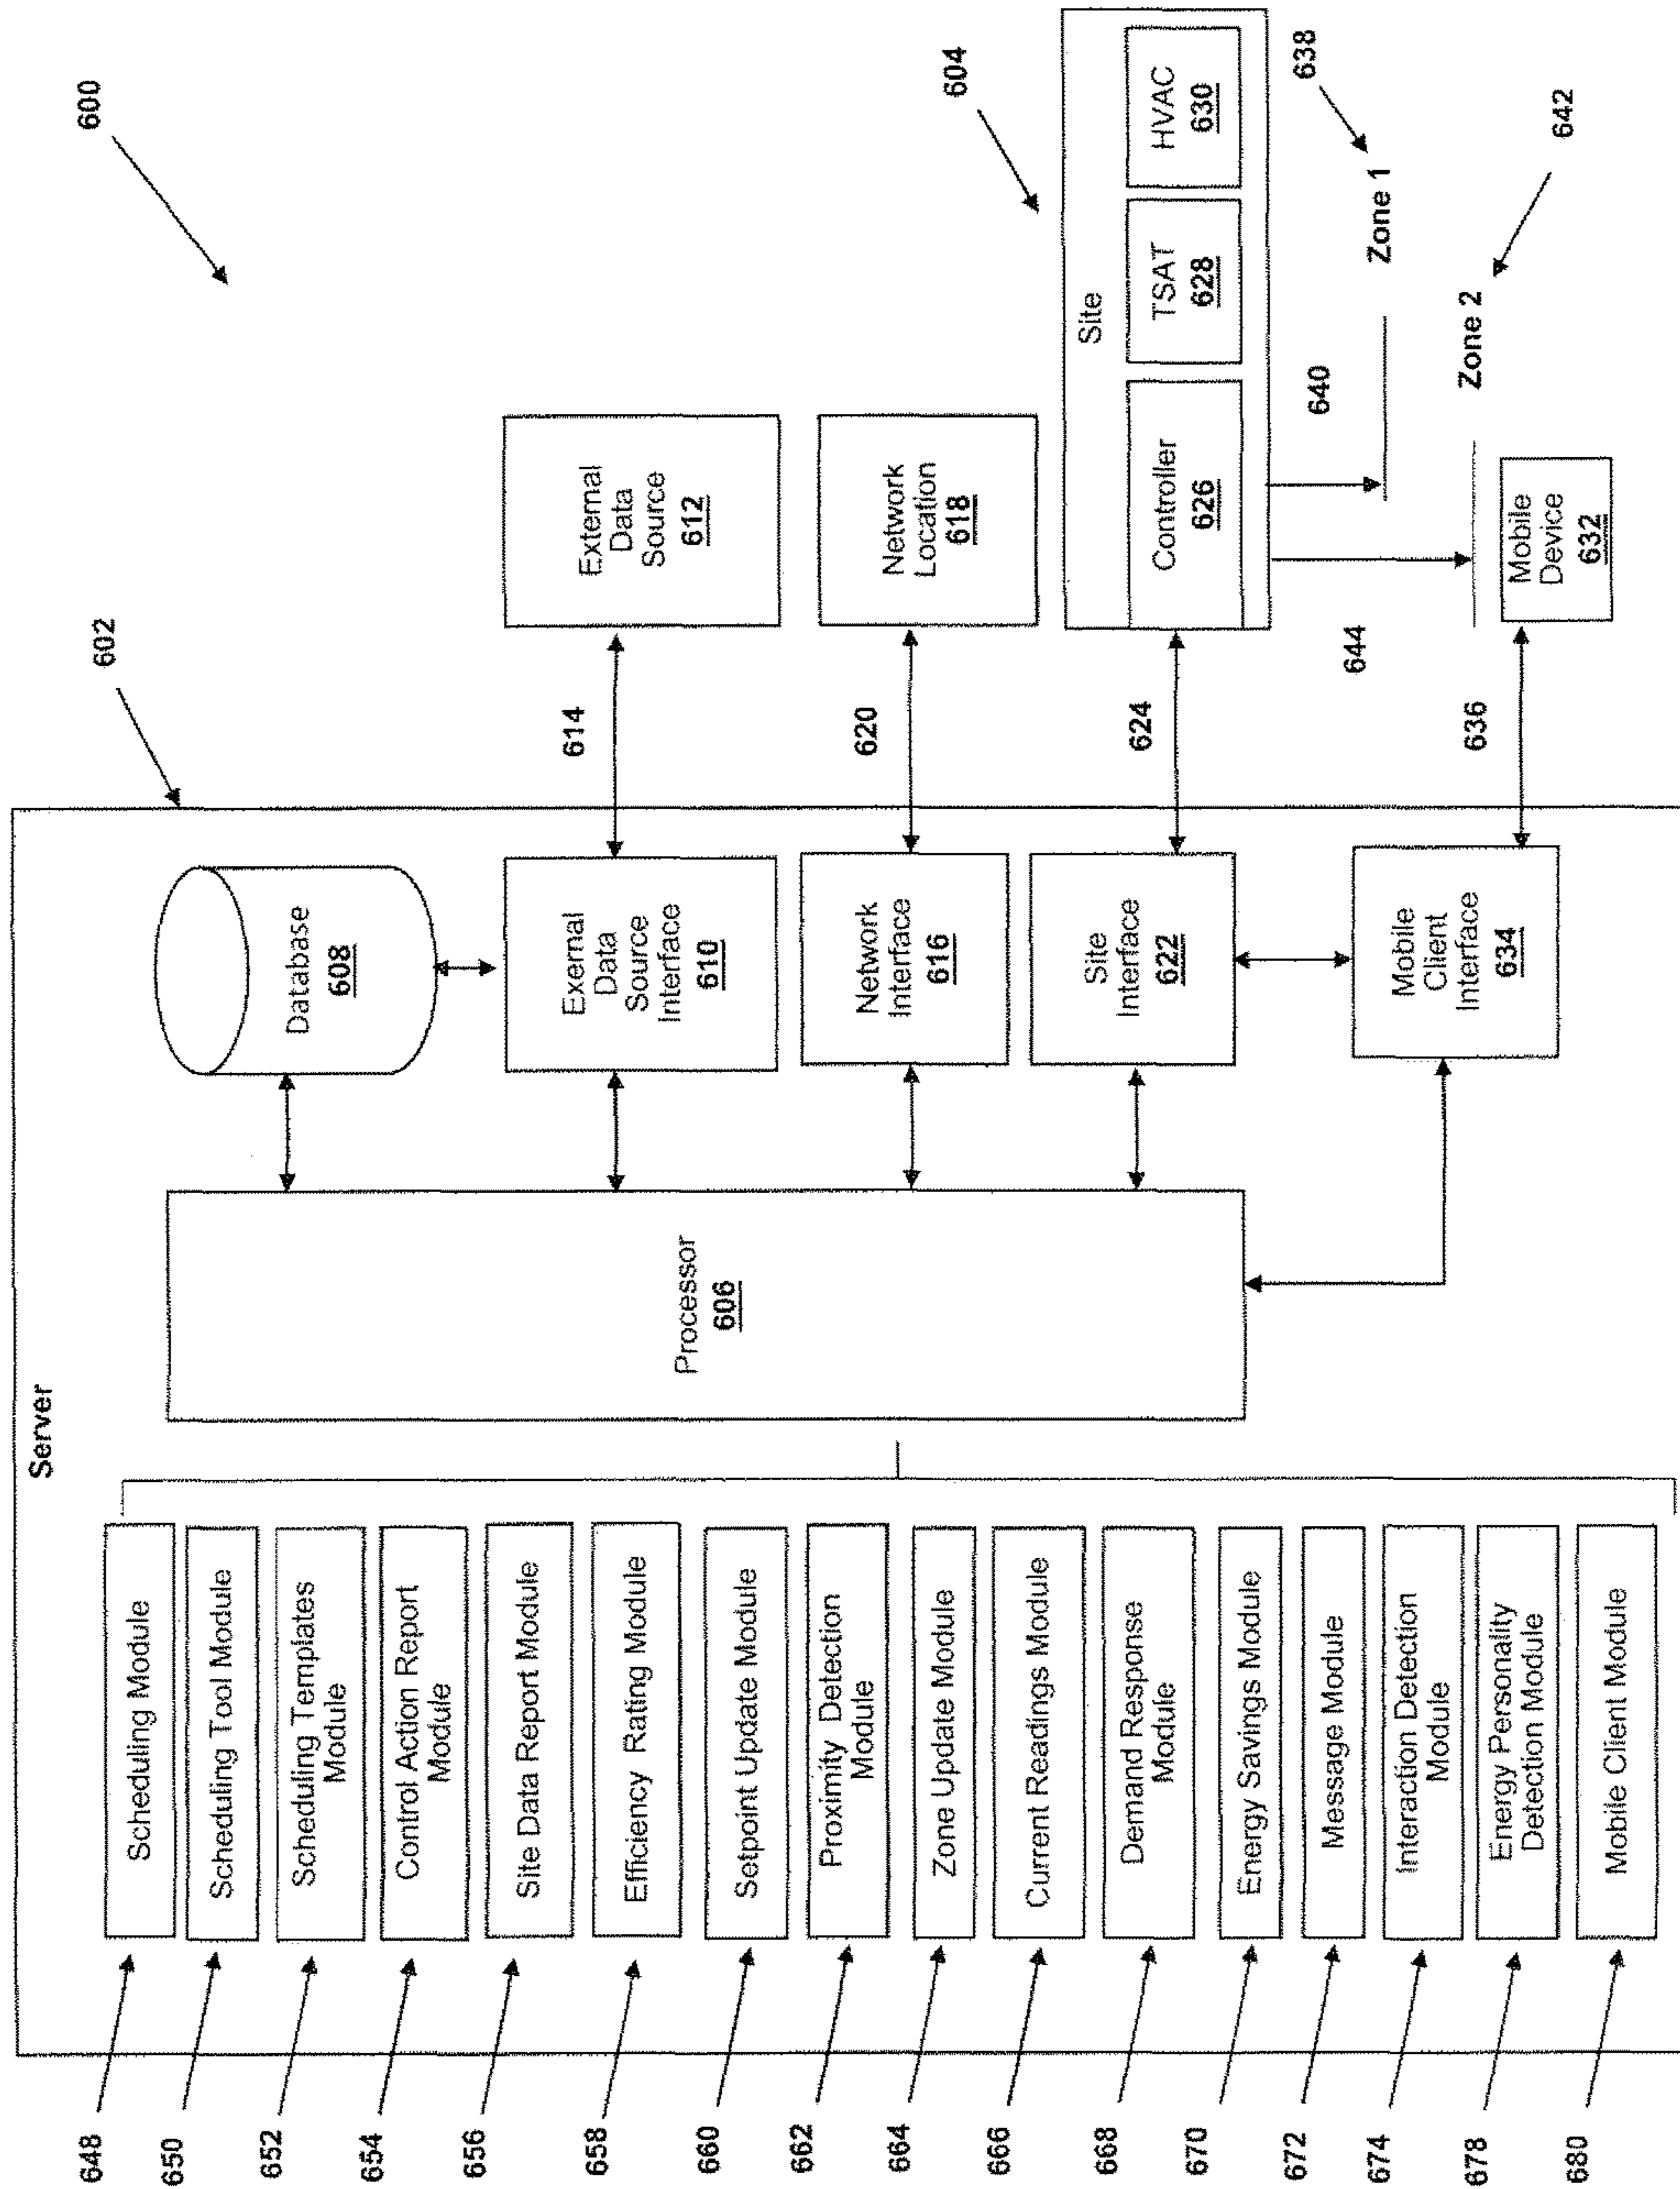 600
602
Server
604
Processor
606
Database
608
Exernal
Data
Source
Interface
610
Network
Interface
616
Site
Interface
622
Mobile
Client
Interface
634
614
620
624
636
External
Data
Source
612
Network
Location
618
Site
Controller
626
TSAT
628
HVAC
630
640
644
Zone 1
638
Zone 2
642
Mobile
Device
632
648
Scheduling Module
650
Scheduling Tool Module
652
Scheduling Templates
Module
654
Control Action Report
Module
656
Site Data Report Module
658
Efficiency Rating Module
660
Setpoint Update Module
662
Proximity Detection
Module
664
Zone Update Module
666
Current Readings Module
668
Demand Response
Module
670
Energy Savings Module
672
Message Module
674
Interaction Detection
Module
678
Energy Personality
Detection Module
680
Mobile Client Module